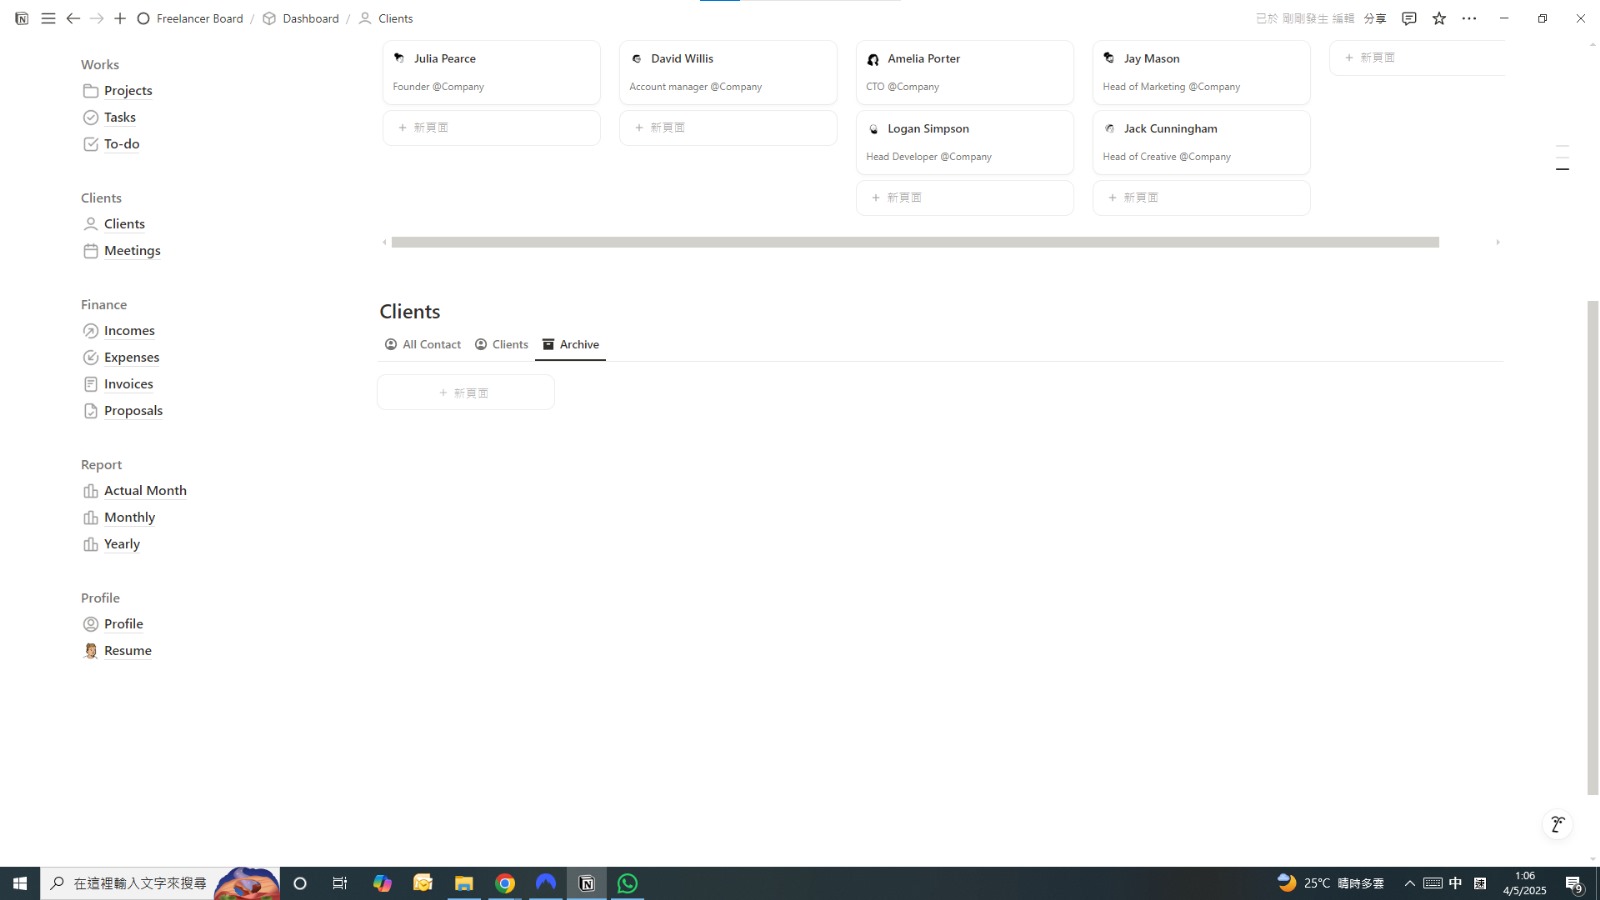 Freelancer Board / Dashboard / Clients
已於 剛剛發生 編輯 分享
Works
Projects
Tasks
To-do
Clients
Clients
Meetings
Finance
Incomes
Expenses
Invoices
Proposals
Report
Actual Month
Monthly
Yearly
Profile
Profile
Resume
Julia Pearce
Founder @Company
+ 新頁面
David Willis
Account manager @Company
+ 新頁面
Amelia Porter
CTO @Company
Logan Simpson
Head Developer @Company
+ 新頁面
Jay Mason
Head of Marketing @Company
Jack Cunningham
Head of Creative @Company
+ 新頁面
+ 新頁面
Clients
All Contact Clients Archive
+ 新頁面
在這裡輸入文字來搜尋
25°C 晴時多雲
中
速
1:06
4/5/2025
9